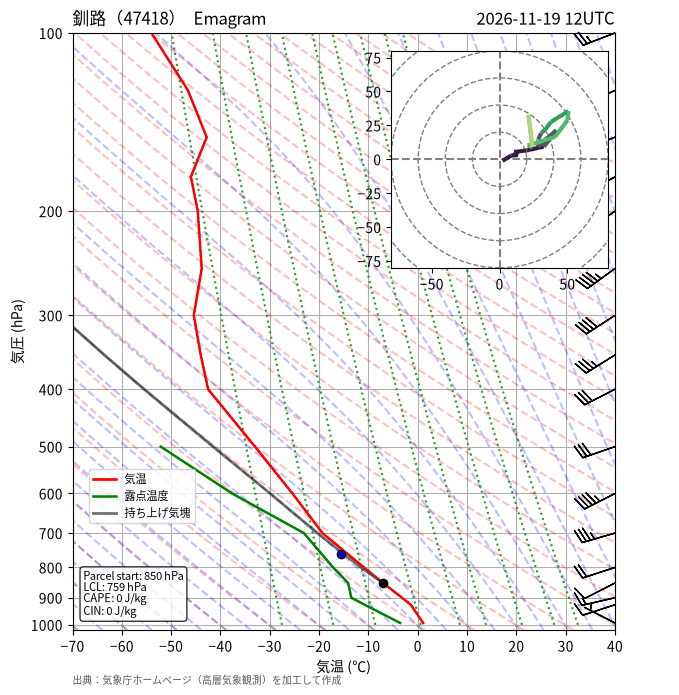 釧路（47418） Emagram
2026-11-19 12UTC
気圧 (hPa)
100
200
300
400
500
600
700
800
900
1000
75
50
25
0
−25
−50
−75
−50
0
50
気温
露点温度
持ち上げ気塊
Parcel start: 850 hPa
LCL: 759 hPa
CAPE: 0 J/kg
CIN: 0 J/kg
−70
−60
−50
−40
−30
−20
−10
0
10
20
30
40
気温 (℃)
出典：気象庁ホームページ（高層気象観測）を加工して作成